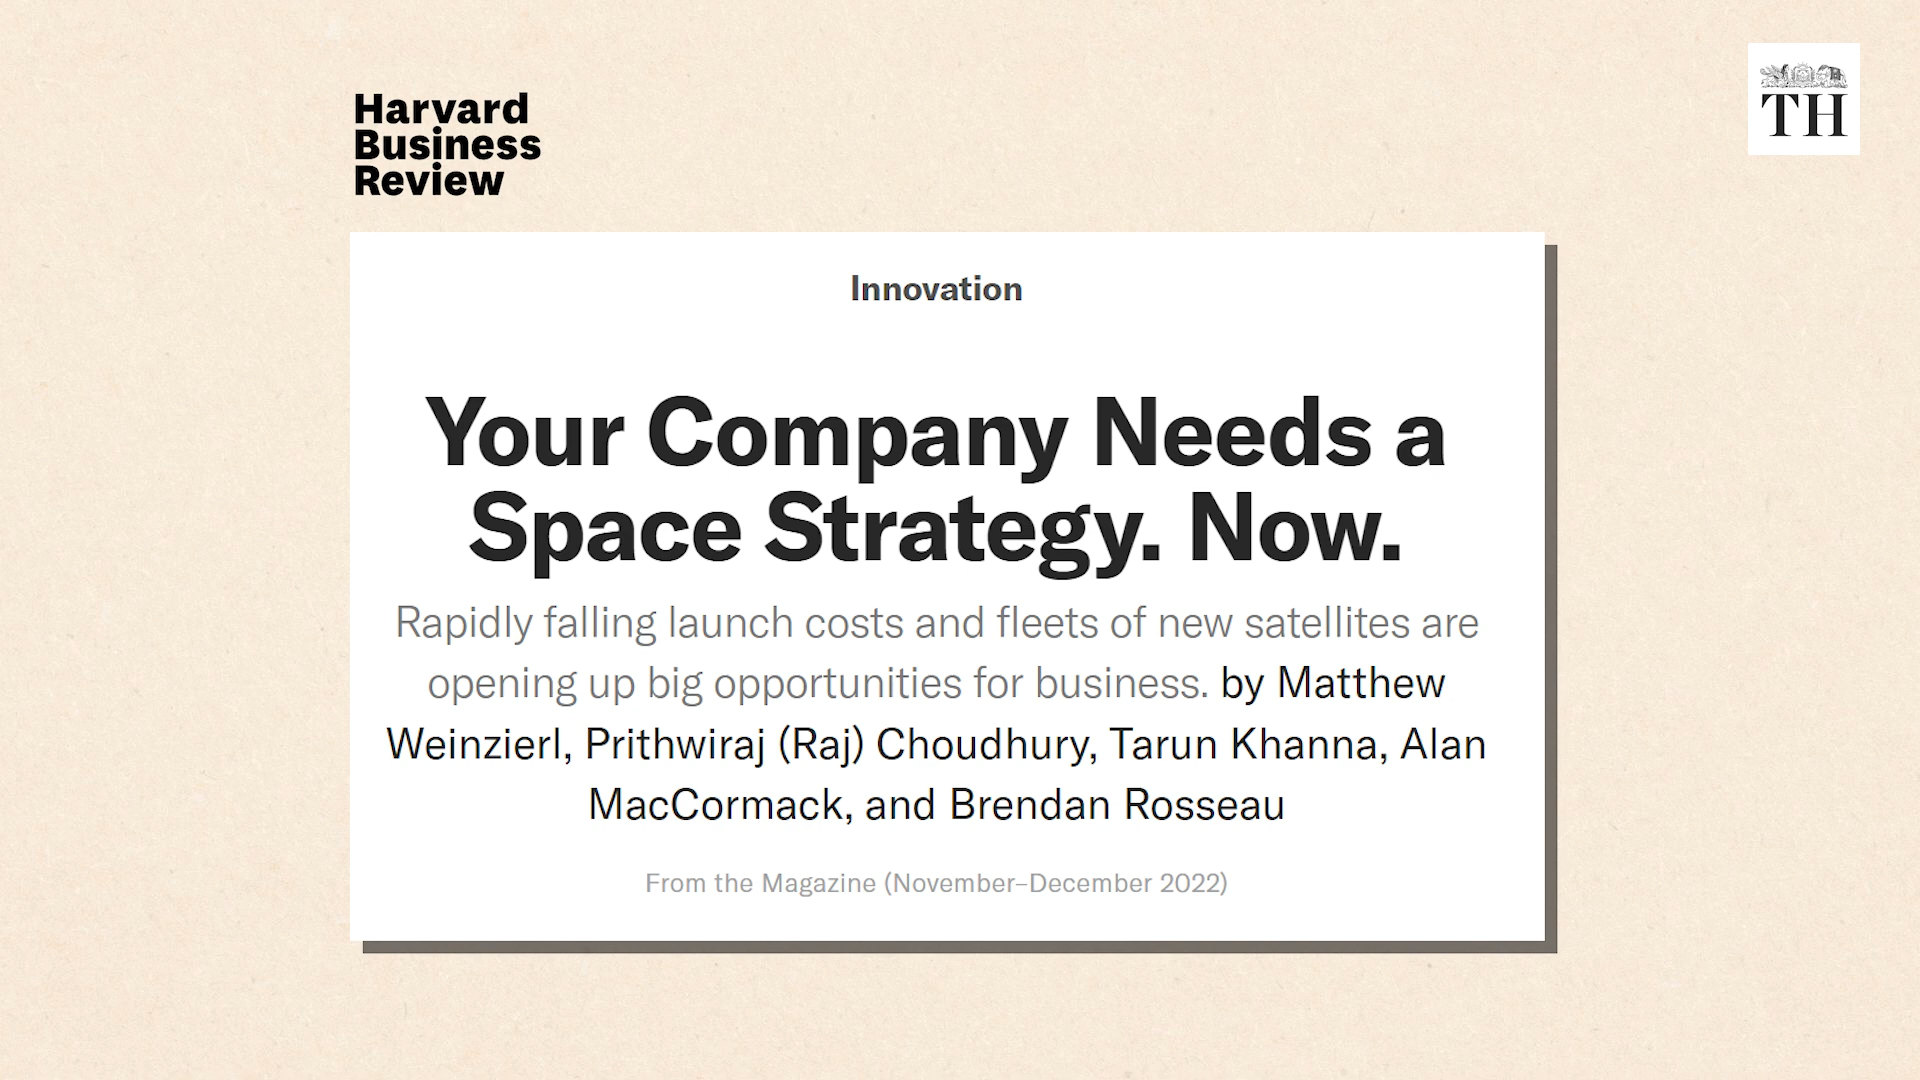 Harvard
Business
Review
TH
Innovation
Your Company Needs a
Space Strategy. Now.
Rapidly falling launch costs and fleets of new satellites are
opening up big opportunities for business. by Matthew
Weinzierl, Prithwiraj (Raj) Choudhury, Tarun Khanna, Alan
MacCormack, and Brendan Rosseau
From the Magazine (November–December 2022)